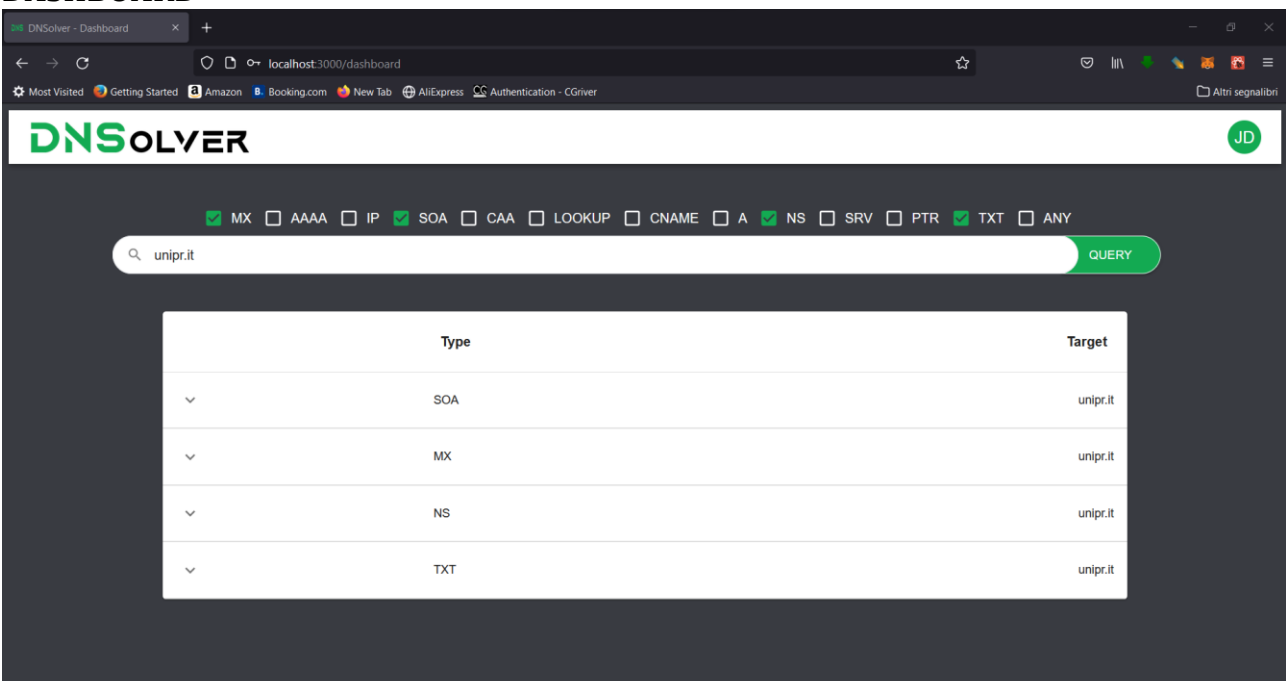 DASHBOARD
DNSolver - Dashboard
localhost:3000/dashboard
Most Visited Getting Started Amazon Booking.com New Tab AliExpress Authentication - CGriver Altri segnalibri
DNSOLVER JD
MX AAAA IP SOA CAA LOOKUP CNAME A NS SRV PTR TXT ANY
unipr.it QUERY
Type Target
SOA unipr.it
MX unipr.it
NS unipr.it
TXT unipr.it